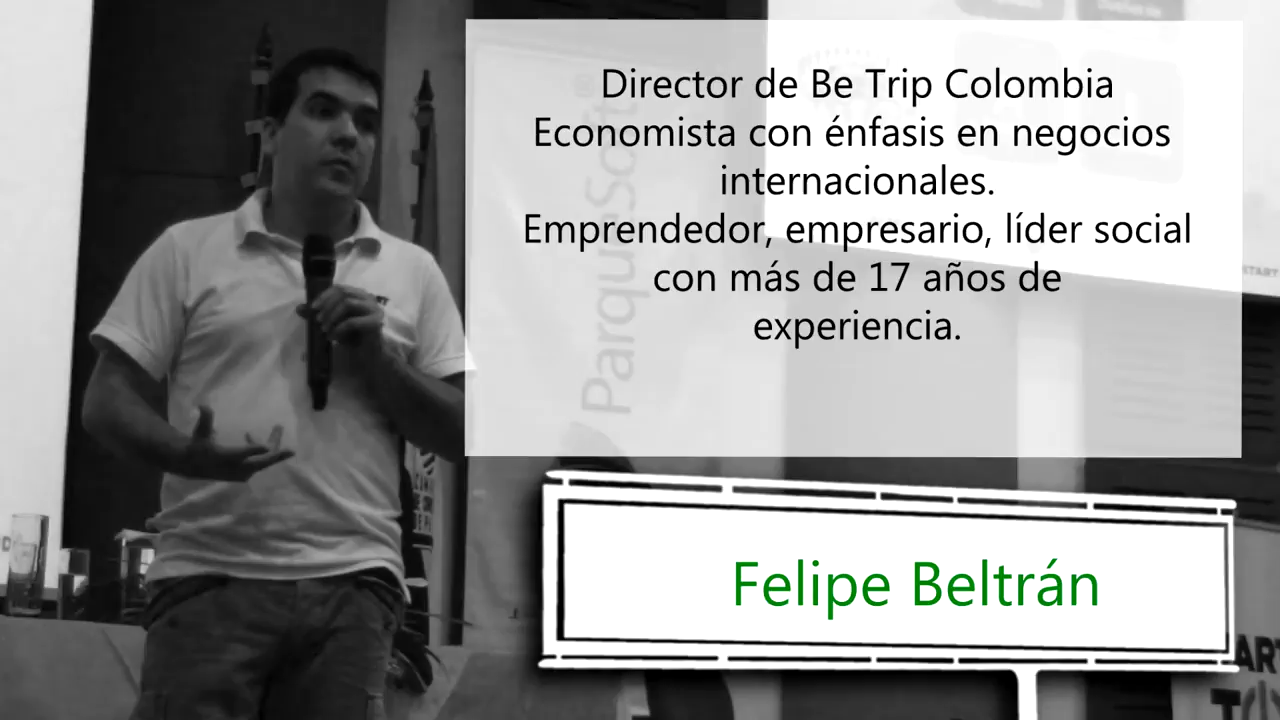 Director de Be Trip Colombia
Economista con énfasis en negocios
internacionales.
Emprendedor, empresario, líder social
con más de 17 años de
experiencia.
ParqueSoft
Felipe Beltrán